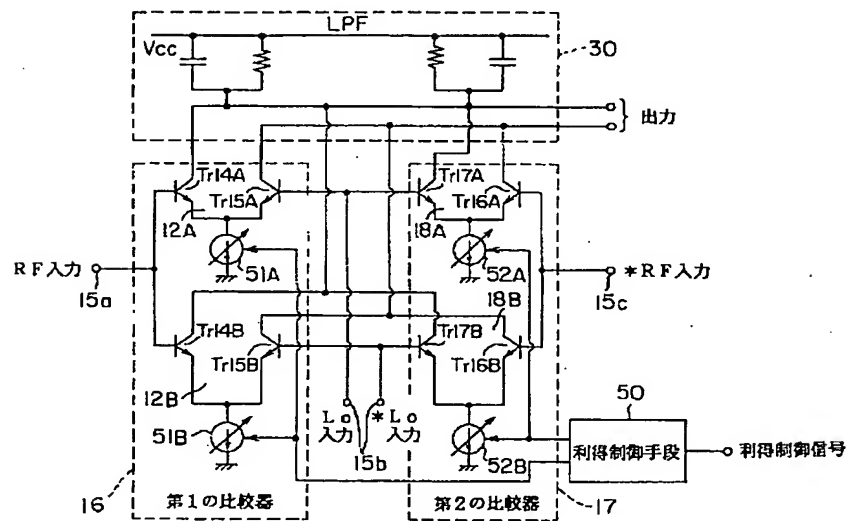 LPF
Vcc
30
出力
Tr14A
Tr15A
Tr17A
Tr16A
12A
18A
RF入力
15a
51A
52A
*RF入力
15c
18B
Tr14B
Tr15B
Tr17B
Tr16B
12B
Lo
入力
*Lo
入力
50
51B
15b
52B
利得制御手段
利得制御信号
16
第1の比較器
第2の比較器
17